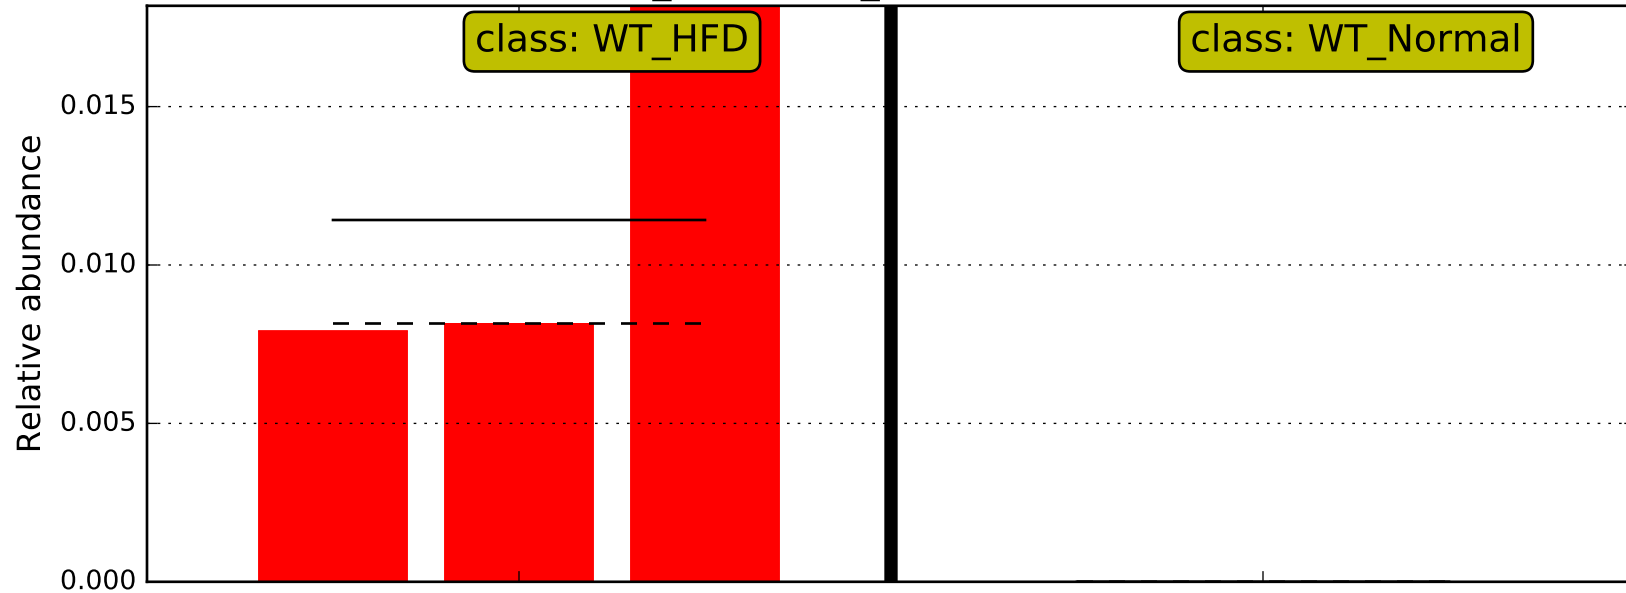 class: WT_HFD
class: WT_Normal
0.015
0.010
0.005
0.000
Relative abundance